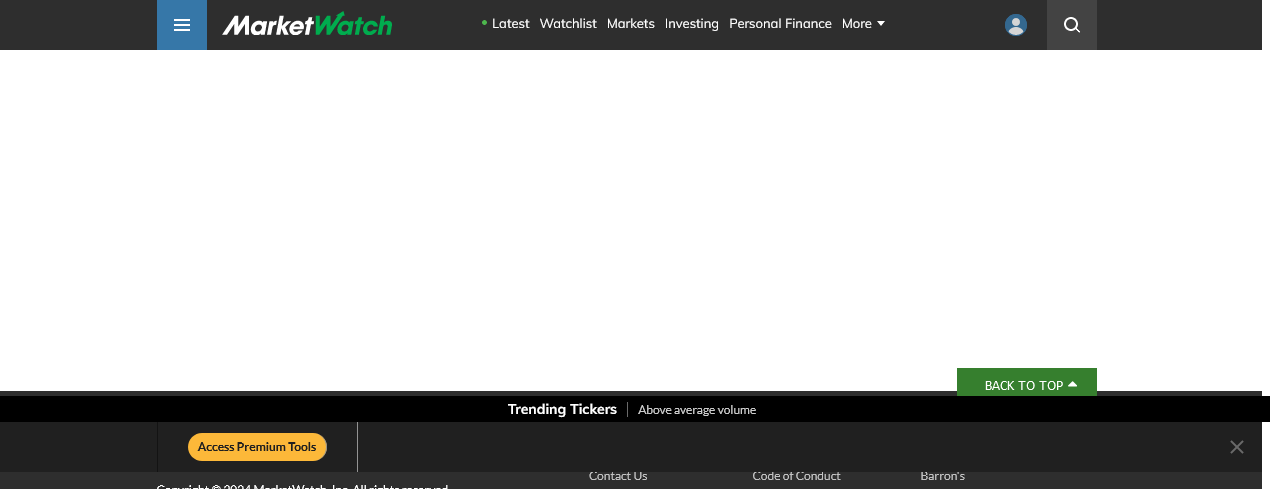 MarketWatch Latest Watchlist Markets Investing Personal Finance More
BACK TO TOP
Trending Tickers Above average volume
Access Premium Tools
Contact Us Code of Conduct Barron's
Copyright © 2024 MarketWatch, Inc. All rights reserved.